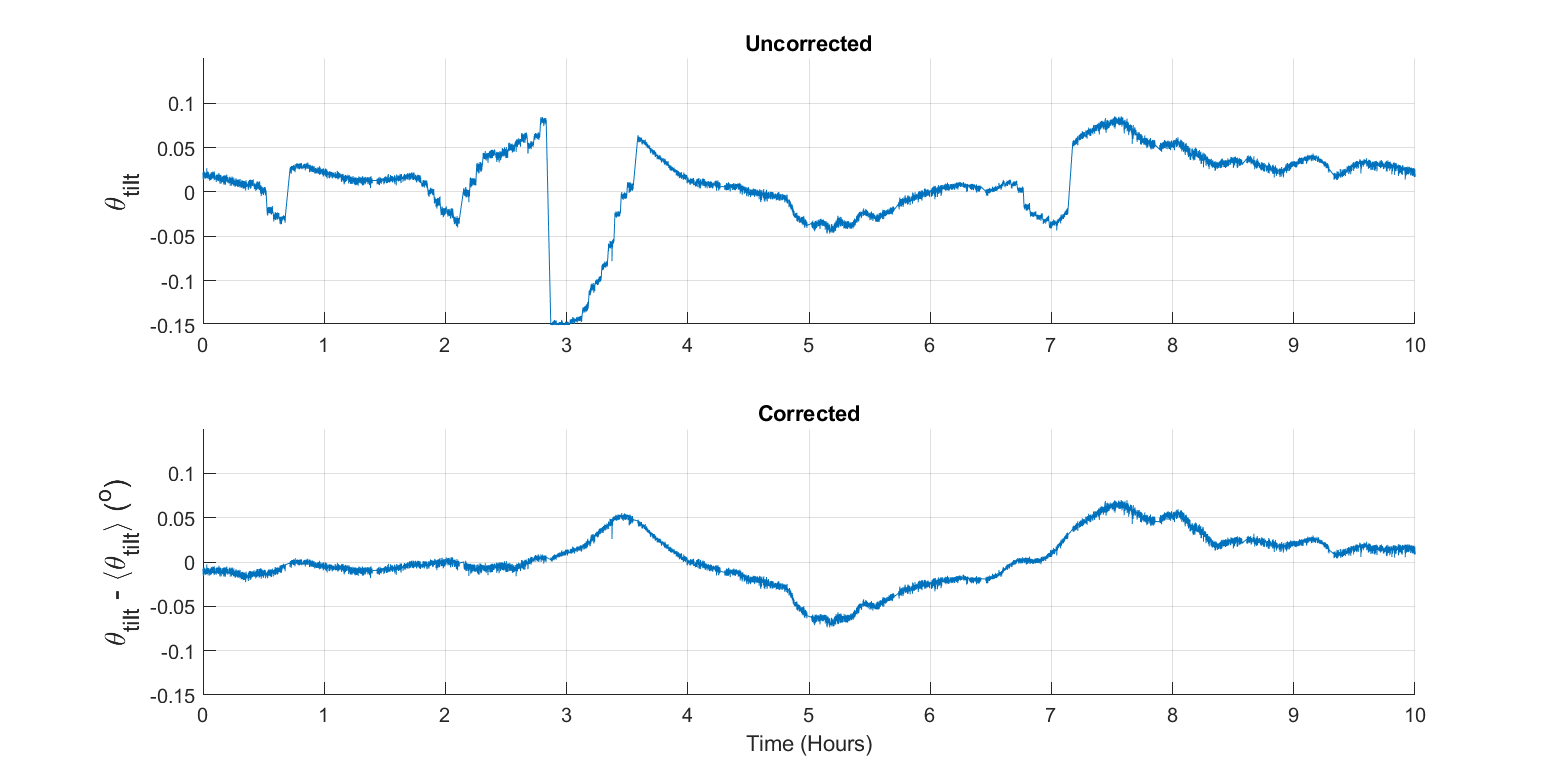 Uncorrected
θtilt
0.1
0.05
0
-0.05
-0.1
-0.15
0 1 2 3 4 5 6 7 8 9 10
Corrected
θtilt - ⟨θtilt⟩ (o)
0.1
0.05
0
-0.05
-0.1
-0.15
0 1 2 3 4 5 6 7 8 9 10
Time (Hours)